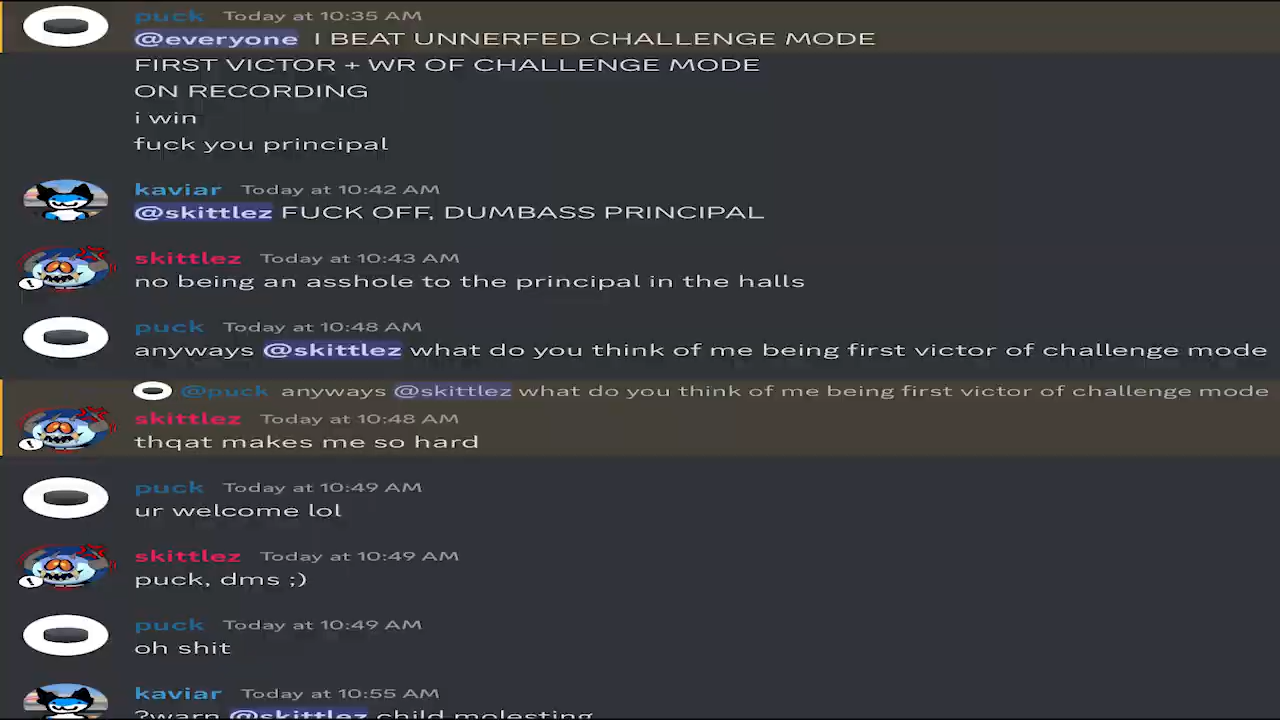 puck Today at 10:35 AM
@everyone I BEAT UNNERFED CHALLENGE MODE
FIRST VICTOR + WR OF CHALLENGE MODE
ON RECORDING
i win
fuck you principal
kaviar Today at 10:42 AM
@skittlez FUCK OFF, DUMBASS PRINCIPAL
skittlez Today at 10:43 AM
no being an asshole to the principal in the halls
puck Today at 10:48 AM
anyways @skittlez what do you think of me being first victor of challenge mode
@puck anyways @skittlez what do you think of me being first victor of challenge mode
skittlez Today at 10:48 AM
thqat makes me so hard
puck Today at 10:49 AM
ur welcome lol
skittlez Today at 10:49 AM
puck, dms ;)
puck Today at 10:49 AM
oh shit
kaviar Today at 10:55 AM
?warn @skittlez child molesting